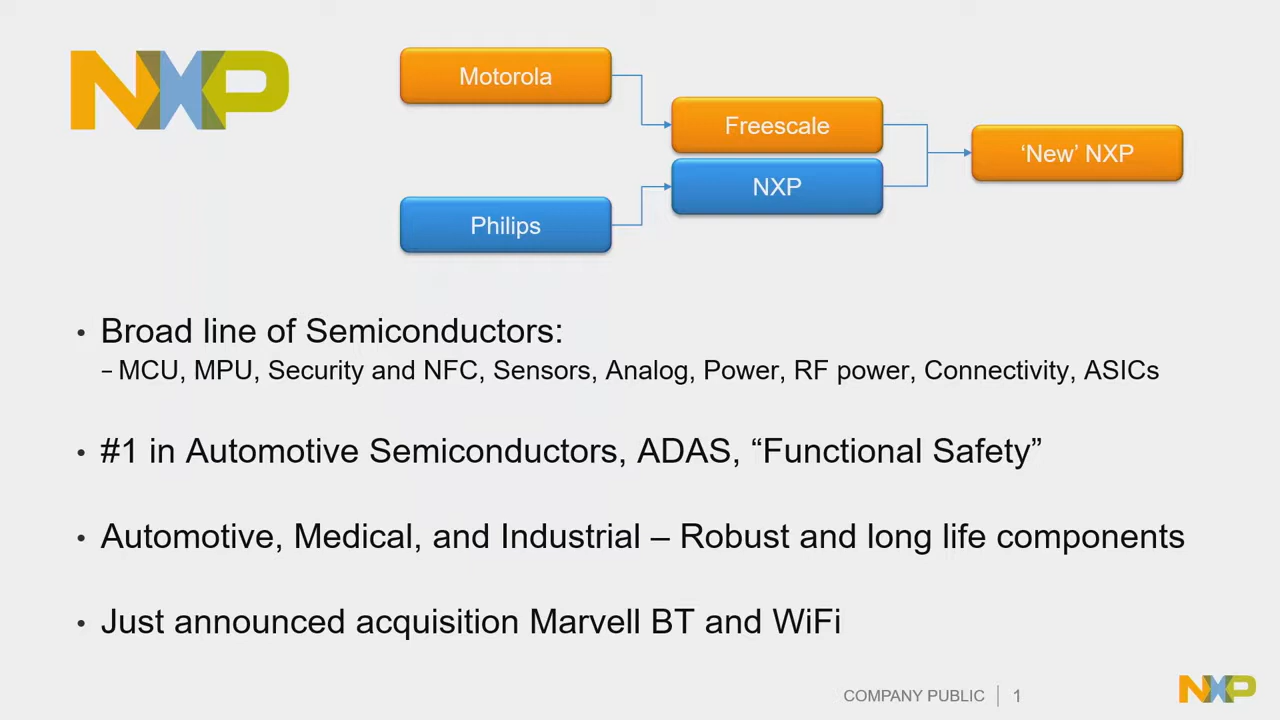 NXP
Motorola
Freescale
'New' NXP
NXP
Philips
• Broad line of Semiconductors:
– MCU, MPU, Security and NFC, Sensors, Analog, Power, RF power, Connectivity, ASICs
• #1 in Automotive Semiconductors, ADAS, “Functional Safety”
• Automotive, Medical, and Industrial – Robust and long life components
• Just announced acquisition Marvell BT and WiFi
COMPANY PUBLIC | 1
NXP